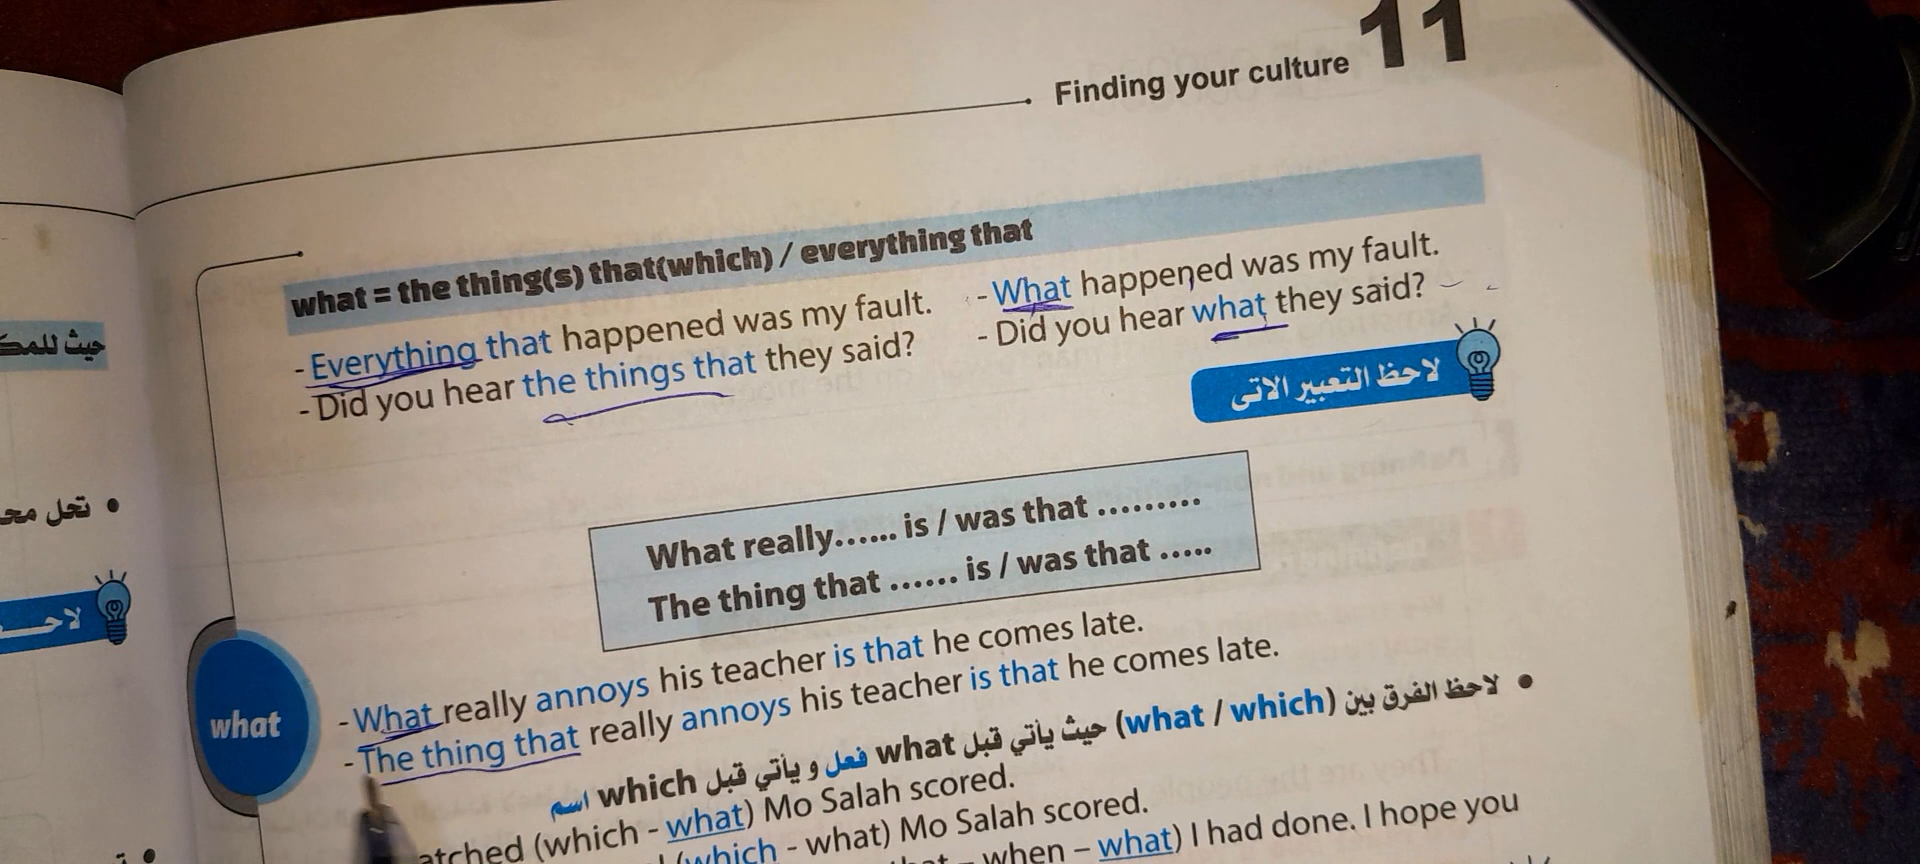 Finding your culture 11
what = the thing(s) that(which) / everything that
- Everything that happened was my fault.
- What happened was my fault.
- Did you hear the things that they said?
- Did you hear what they said?
لاحظ التعبير الاتى
What really...... is / was that .........
The thing that ...... is / was that .....
what
- What really annoys his teacher is that he comes late.
- The thing that really annoys his teacher is that he comes late.
• لاحظ الفرق بين (what / which) حيث يأتي قبل what فعل و يأتي قبل which اسم
(which - what) Mo Salah scored.
(which - what) Mo Salah scored.
when – what) I had done. I hope you
حيث
• تحل